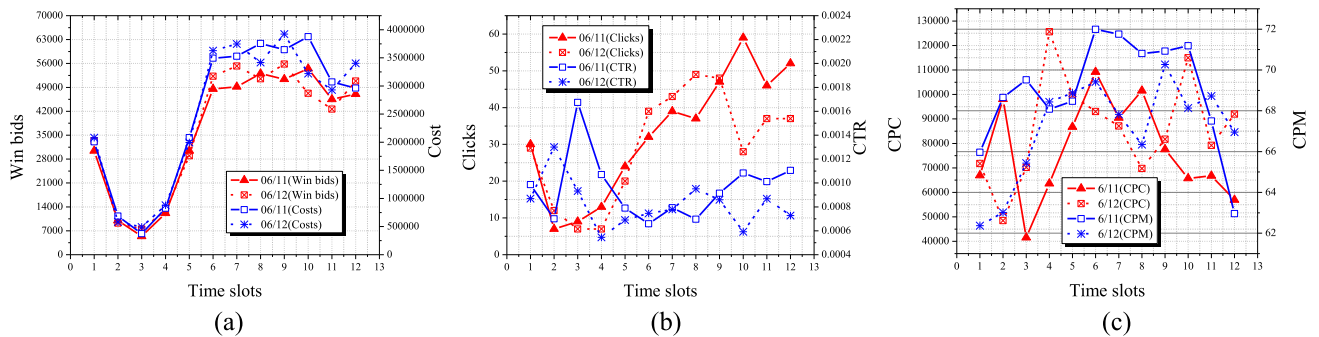 70000
63000
56000
49000
42000
35000
28000
21000
14000
7000
0
Win bids
4000000
3500000
3000000
2500000
2000000
1500000
1000000
500000
0
Cost
06/11(Win bids)
06/12(Win bids)
06/11(Costs)
06/12(Costs)
0 1 2 3 4 5 6 7 8 9 10 11 12 13
Time slots
(a)
60
50
40
30
20
10
0
Clicks
0.0024
0.0022
0.0020
0.0018
0.0016
0.0014
0.0012
0.0010
0.0008
0.0006
0.0004
CTR
06/11(Clicks)
06/12(Clicks)
06/11(CTR)
06/12(CTR)
0 1 2 3 4 5 6 7 8 9 10 11 12 13
Time slots
(b)
130000
120000
110000
100000
90000
80000
70000
60000
50000
40000
CPC
72
70
68
66
64
62
CPM
6/11(CPC)
6/12(CPC)
6/11(CPM)
6/12(CPM)
0 1 2 3 4 5 6 7 8 9 10 11 12 13
Time slots
(c)